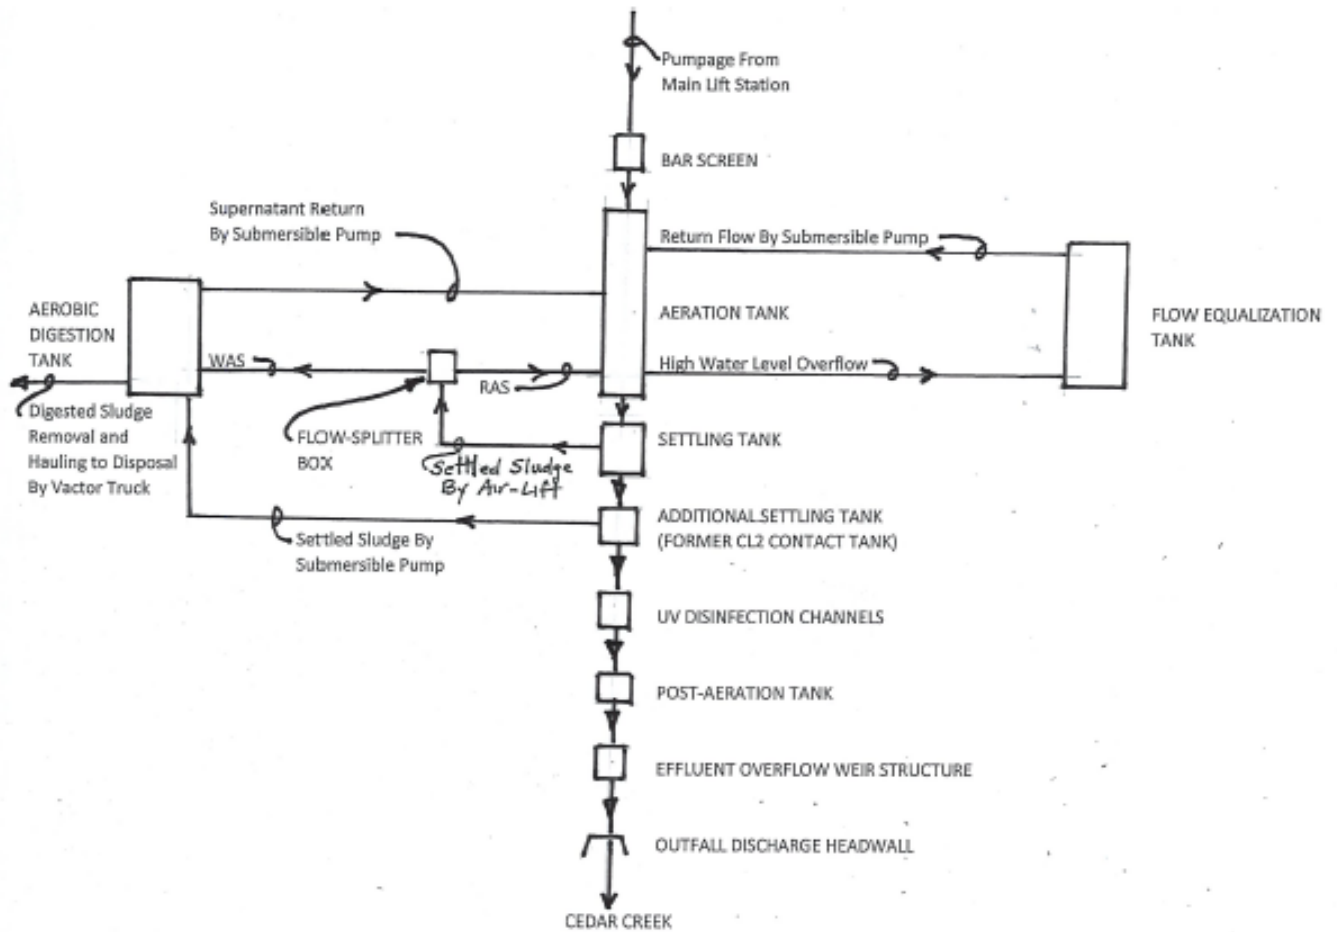 Pumpage From
Main Lift Station
BAR SCREEN
Supernatant Return
By Submersible Pump
Return Flow By Submersible Pump
AEROBIC
DIGESTION
TANK
AERATION TANK
FLOW EQUALIZATION
TANK
WAS
RAS
High Water Level Overflow
Digested Sludge
Removal and
Hauling to Disposal
By Vactor Truck
FLOW-SPLITTER
BOX
Settled Sludge
By Air-Lift
SETTLING TANK
ADDITIONAL SETTLING TANK
(FORMER CL2 CONTACT TANK)
Settled Sludge By
Submersible Pump
UV DISINFECTION CHANNELS
POST-AERATION TANK
EFFLUENT OVERFLOW WEIR STRUCTURE
OUTFALL DISCHARGE HEADWALL
CEDAR CREEK